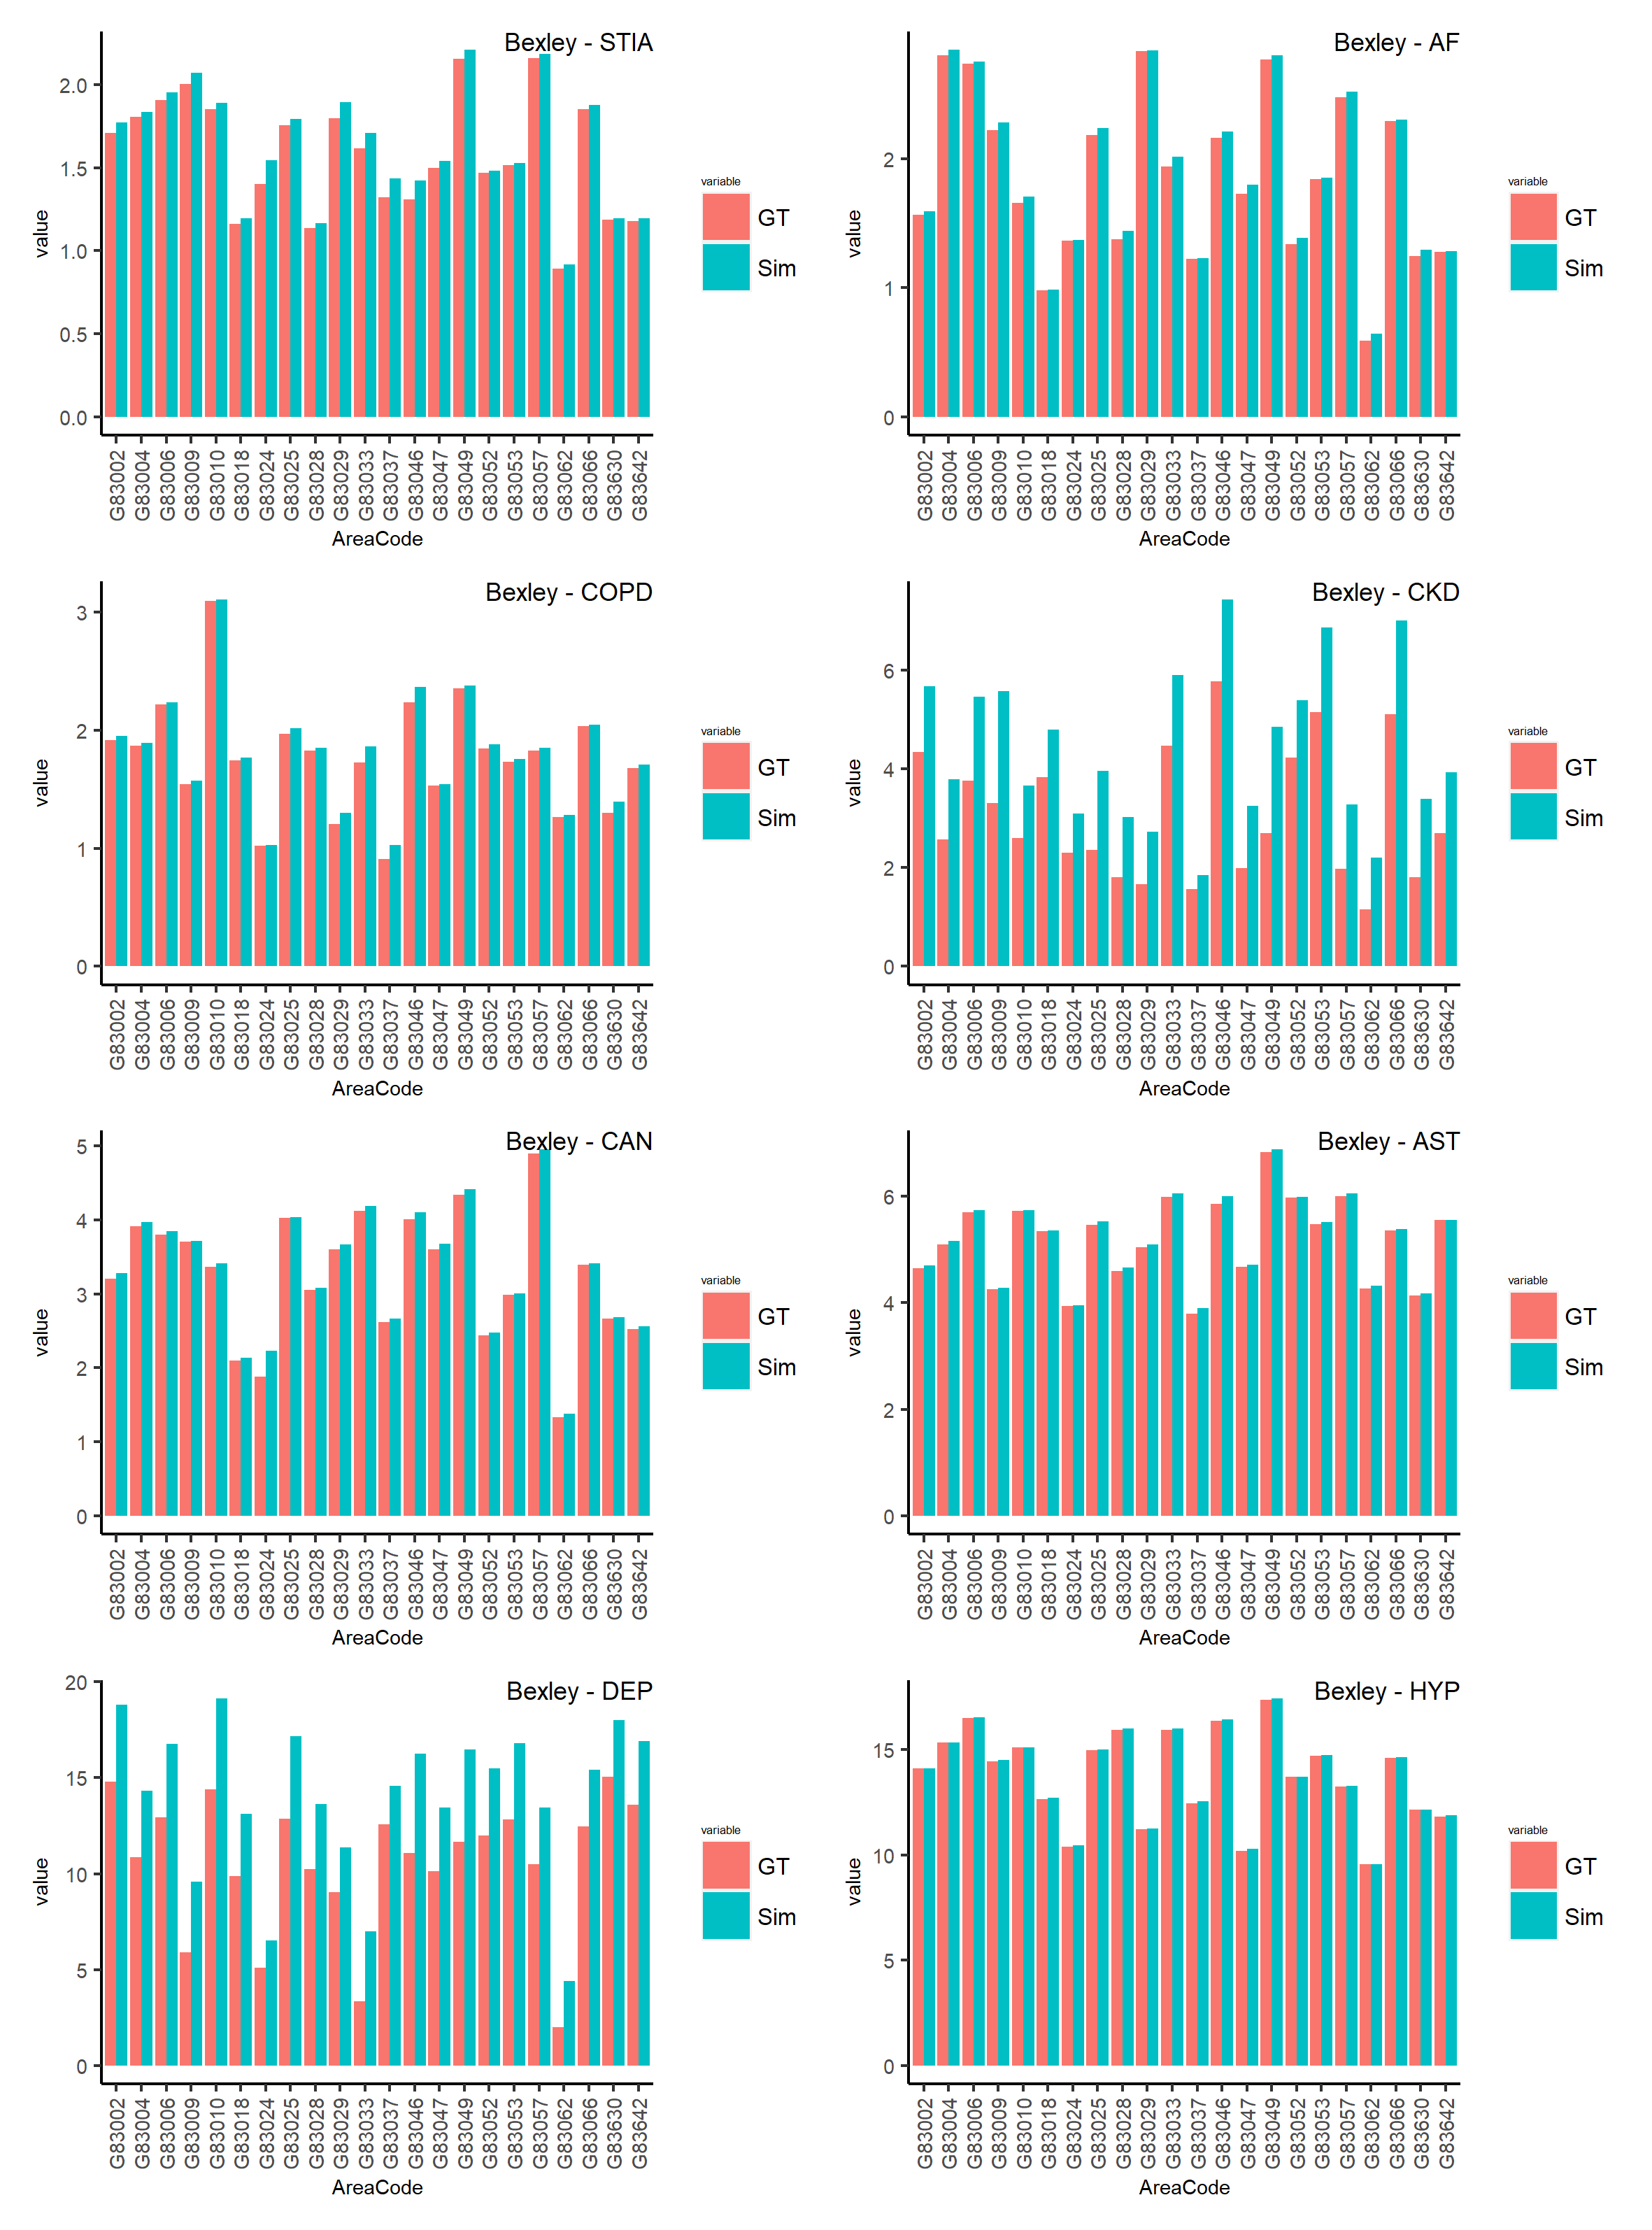 Bexley - STIA
value
2.0
1.5
1.0
0.5
0.0
G83002 G83004 G83006 G83009 G83010 G83018 G83024 G83025 G83028 G83029 G83033 G83037 G83046 G83047 G83049 G83052 G83053 G83057 G83062 G83066 G83630 G83642
AreaCode
variable
GT
Sim
Bexley - AF
value
2
1
0
G83002 G83004 G83006 G83009 G83010 G83018 G83024 G83025 G83028 G83029 G83033 G83037 G83046 G83047 G83049 G83052 G83053 G83057 G83062 G83066 G83630 G83642
AreaCode
variable
GT
Sim
Bexley - COPD
value
3
2
1
0
G83002 G83004 G83006 G83009 G83010 G83018 G83024 G83025 G83028 G83029 G83033 G83037 G83046 G83047 G83049 G83052 G83053 G83057 G83062 G83066 G83630 G83642
AreaCode
variable
GT
Sim
Bexley - CKD
value
6
4
2
0
G83002 G83004 G83006 G83009 G83010 G83018 G83024 G83025 G83028 G83029 G83033 G83037 G83046 G83047 G83049 G83052 G83053 G83057 G83062 G83066 G83630 G83642
AreaCode
variable
GT
Sim
Bexley - CAN
value
5
4
3
2
1
0
G83002 G83004 G83006 G83009 G83010 G83018 G83024 G83025 G83028 G83029 G83033 G83037 G83046 G83047 G83049 G83052 G83053 G83057 G83062 G83066 G83630 G83642
AreaCode
variable
GT
Sim
Bexley - AST
value
6
4
2
0
G83002 G83004 G83006 G83009 G83010 G83018 G83024 G83025 G83028 G83029 G83033 G83037 G83046 G83047 G83049 G83052 G83053 G83057 G83062 G83066 G83630 G83642
AreaCode
variable
GT
Sim
Bexley - DEP
value
20
15
10
5
0
G83002 G83004 G83006 G83009 G83010 G83018 G83024 G83025 G83028 G83029 G83033 G83037 G83046 G83047 G83049 G83052 G83053 G83057 G83062 G83066 G83630 G83642
AreaCode
variable
GT
Sim
Bexley - HYP
value
15
10
5
0
G83002 G83004 G83006 G83009 G83010 G83018 G83024 G83025 G83028 G83029 G83033 G83037 G83046 G83047 G83049 G83052 G83053 G83057 G83062 G83066 G83630 G83642
AreaCode
variable
GT
Sim